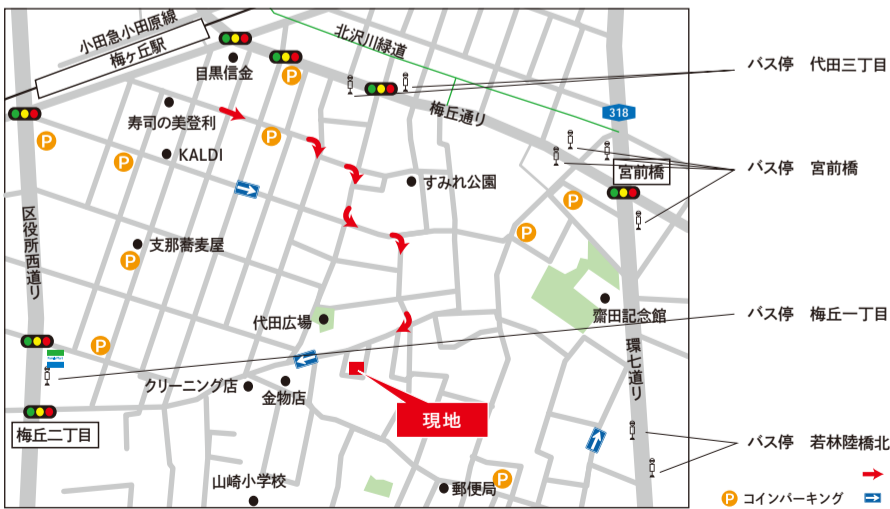 小田急小田原線
梅ヶ丘駅
目黒信金
北沢川緑道
バス停 代田三丁目
寿司の美登利
梅丘通り
318
KALDI
すみれ公園
宮前橋
バス停 宮前橋
区役所西道り
支那蕎麦屋
代田広場
齋田記念館
バス停 梅丘一丁目
環七道り
クリーニング店
金物店
現地
梅丘二丁目
バス停 若林陸橋北
山崎小学校
郵便局
P コインパーキング
P
P
P
P
P
P
P
P
P
P